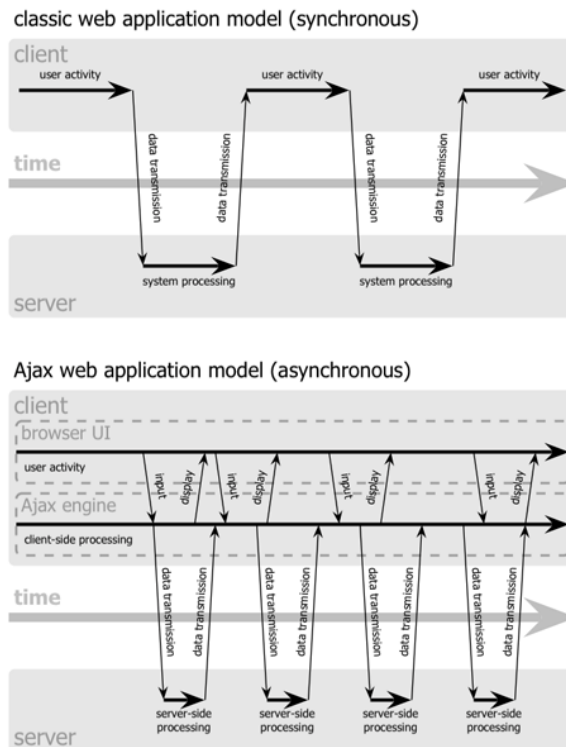 classic web application model (synchronous)
client
user activity
user activity
user activity
data transmission
data transmission
data transmission
data transmission
time
system processing
system processing
server
Ajax web application model (asynchronous)
client
browser UI
user activity
input
display
input
display
input
display
input
display
Ajax engine
client-side processing
data transmission
data transmission
data transmission
data transmission
data transmission
data transmission
data transmission
data transmission
time
server-side
processing
server-side
processing
server-side
processing
server-side
processing
server